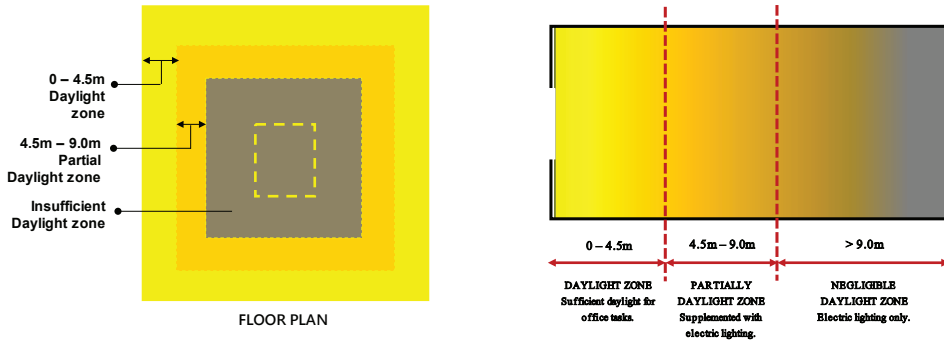 0 – 4.5m
Daylight
zone
4.5m – 9.0m
Partial
Daylight zone
Insufficient
Daylight zone
FLOOR PLAN
0 – 4.5m
4.5m – 9.0m
> 9.0m
DAYLIGHT ZONE
Sufficient daylight for
office tasks.
PARTIALLY
DAYLIGHT ZONE
Supplemented with
electric lighting.
NEGLIGIBLE
DAYLIGHT ZONE
Electric lighting only.